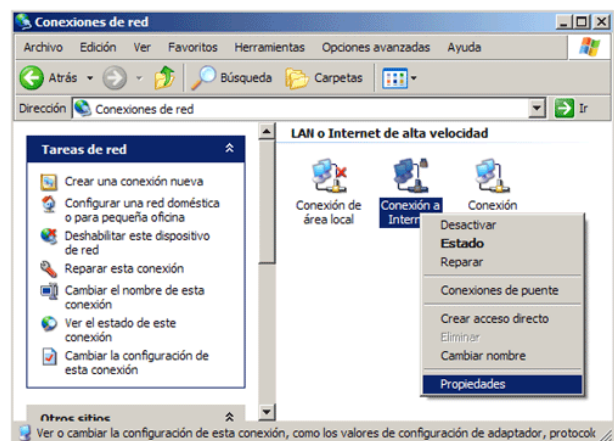 Conexiones de red
Archivo Edición Ver Favoritos Herramientas Opciones avanzadas Ayuda
Atrás Búsqueda Carpetas
Dirección Conexiones de red Ir
Tareas de red
Crear una conexión nueva
Configurar una red doméstica
o para pequeña oficina
Deshabilitar este dispositivo
de red
Reparar esta conexión
Cambiar el nombre de esta
conexión
Ver el estado de este
conexión
Cambiar la configuración de
esta conexión
Otros sitios
LAN o Internet de alta velocidad
Conexión de
área local
Conexión a
Intern
Conexión
Desactivar
Estado
Reparar
Conexiones de puente
Crear acceso directo
Eliminar
Cambiar nombre
Propiedades
Ver o cambiar la configuración de esta conexión, como los valores de configuración de adaptador, protocolo